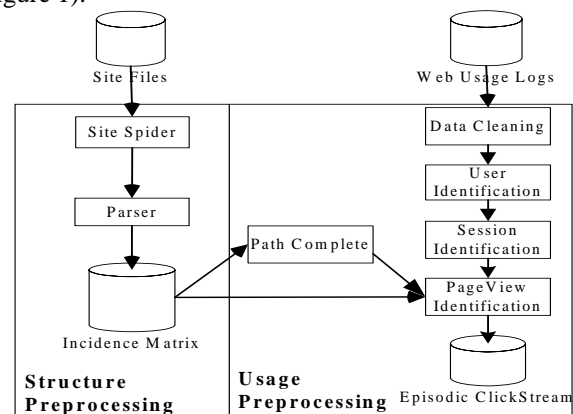 igure 1).
Site Files
Web Usage Logs
Site Spider
Data Cleaning
User
Identification
Parser
Session
Identification
Path Complete
PageView
Identification
Incidence Matrix
Structure
Preprocessing
Usage
Preprocessing
Episodic ClickStream